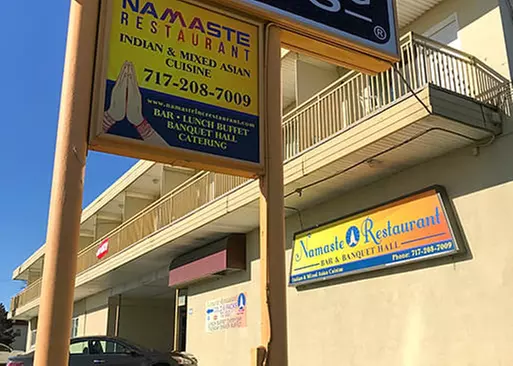 ®
NAMASTE
RESTAURANT
INDIAN & MIXED ASIAN
CUISINE
717-208-7009
www.namasteincrestaurant.com
BAR • LUNCH BUFFET
BANQUET HALL
CATERING
Namaste Restaurant
BAR & BANQUET HALL
Indian & Mixed Asian Cuisine
Phone: 717-208-7009